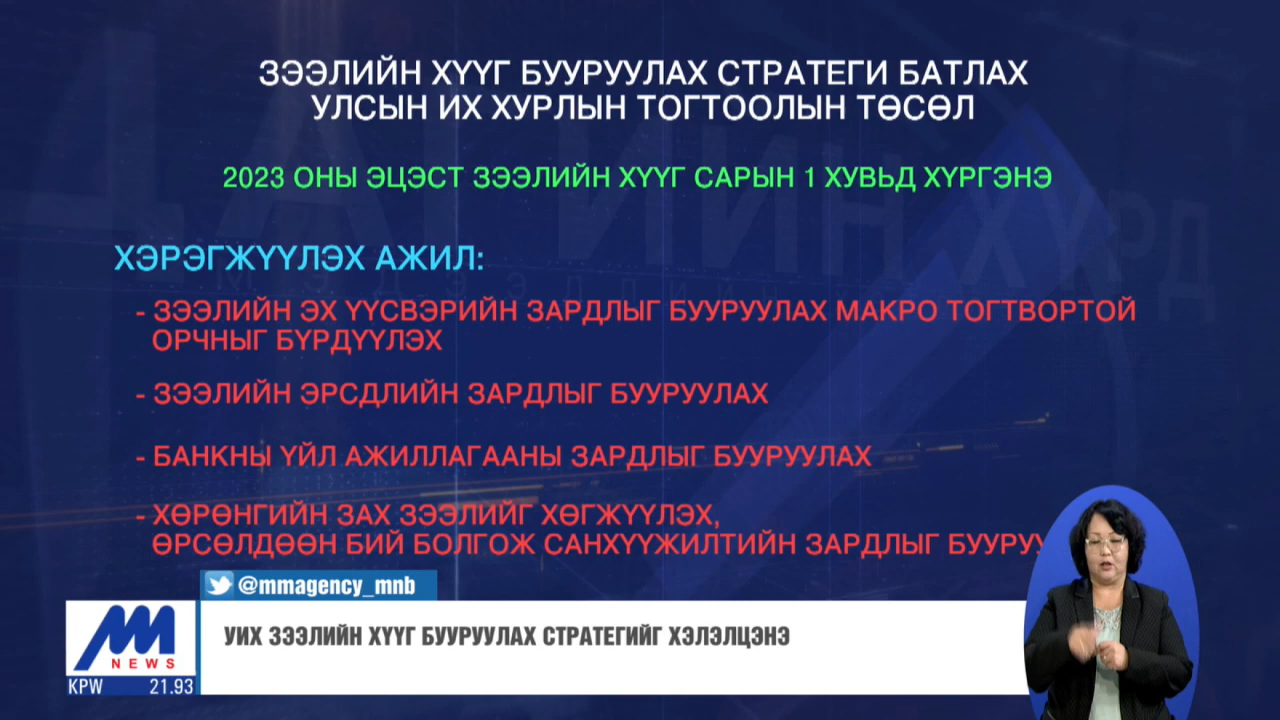 ЗЭЭЛИЙН ХҮҮГ БУУРУУЛАХ СТРАТЕГИ БАТЛАХ
УЛСЫН ИХ ХУРЛЫН ТОГТООЛЫН ТӨСӨЛ
2023 ОНЫ ЭЦЭСТ ЗЭЭЛИЙН ХҮҮГ САРЫН 1 ХУВЬД ХҮРГЭНЭ
ХЭРЭГЖҮҮЛЭХ АЖИЛ:
- ЗЭЭЛИЙН ЭХ ҮҮСВЭРИЙН ЗАРДЛЫГ БУУРУУЛАХ МАКРО ТОГТВОРТОЙ
ОРЧНЫГ БҮРДҮҮЛЭХ
- ЗЭЭЛИЙН ЭРСДЛИЙН ЗАРДЛЫГ БУУРУУЛАХ
- БАНКНЫ ҮЙЛ АЖИЛЛАГААНЫ ЗАРДЛЫГ БУУРУУЛАХ
- ХӨРӨНГИЙН ЗАХ ЗЭЭЛИЙГ ХӨГЖҮҮЛЭХ,
ӨРСӨЛДӨӨН БИЙ БОЛГОЖ САНХҮҮЖИЛТИЙН ЗАРДЛЫГ
@mmagency_mnb
УИХ ЗЭЭЛИЙН ХҮҮГ БУУРУУЛАХ СТРАТЕГИЙГ ХЭЛЭЛЦЭНЭ
M
NEWS
KPW 21.93